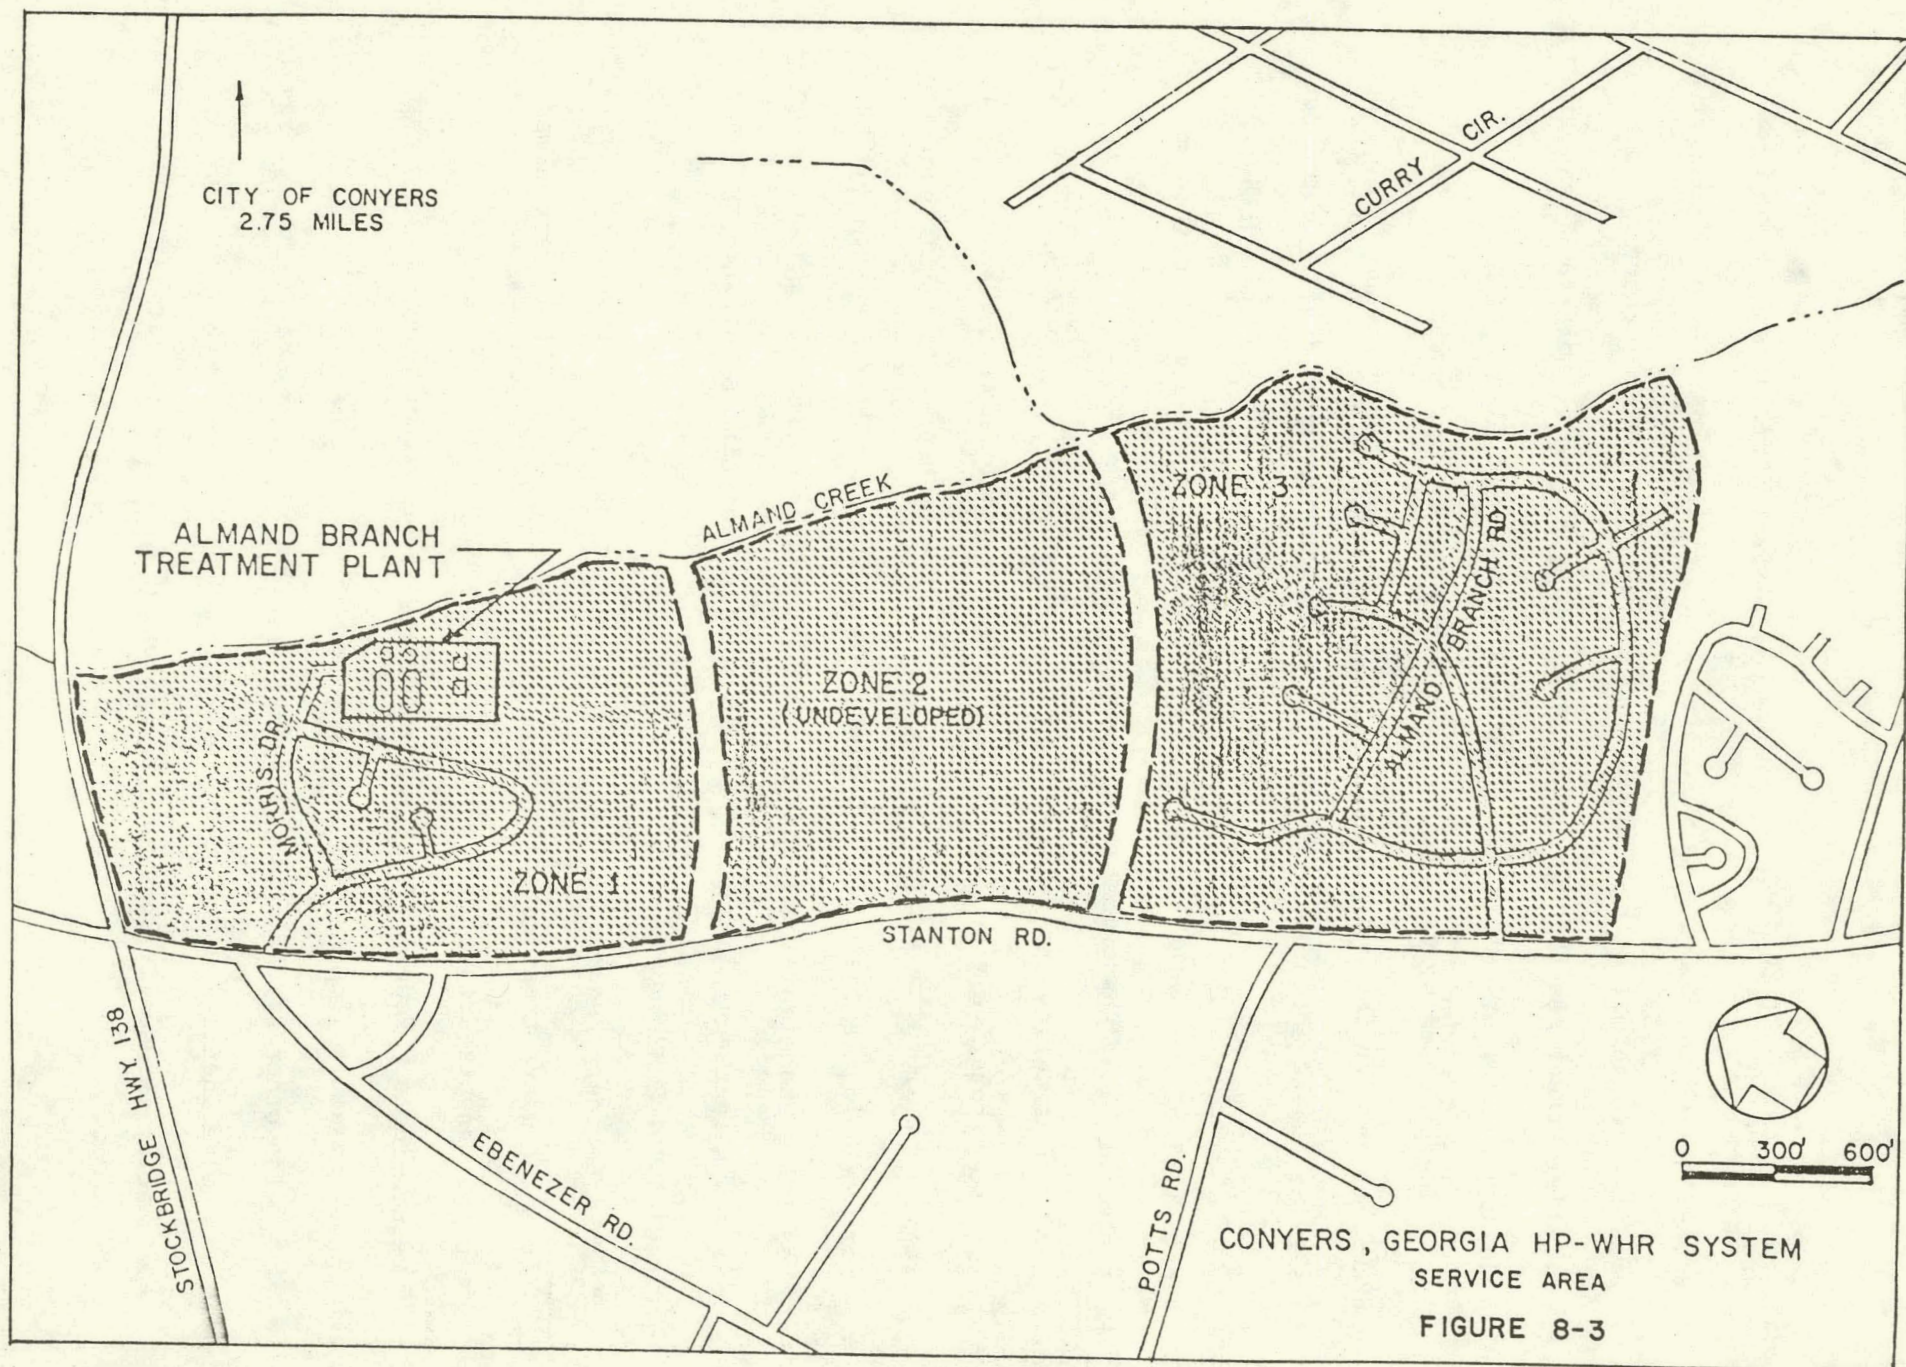 CITY OF CONYERS
2.75 MILES
CURRY CIR.
ALMAND CREEK
ALMAND BRANCH
TREATMENT PLANT
ZONE 3
ALMAND BRANCH RD
ZONE 2
(UNDEVELOPED)
MORRIS DR
ZONE 1
STANTON RD.
STOCKBRIDGE HWY. 138
EBENEZER RD.
POTTS RD.
0 300' 600'
CONYERS, GEORGIA HP-WHR SYSTEM
SERVICE AREA
FIGURE 8-3